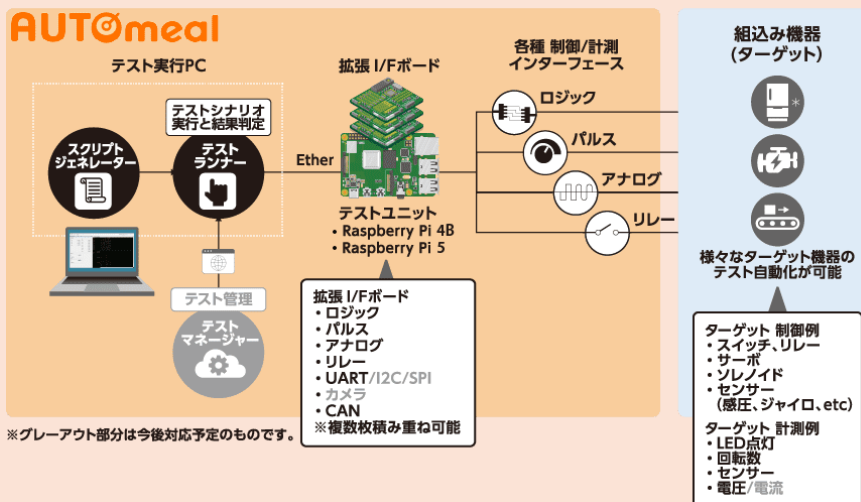 AUTOmeal
テスト実行PC
テストシナリオ
実行と結果判定
スクリプト
ジェネレーター
テスト
ランナー
テスト管理
テスト
マネージャー
※グレーアウト部分は今後対応予定のものです。
Ether
拡張 I/Fボード
テストユニット
・Raspberry Pi 4B
・Raspberry Pi 5
拡張 I/Fボード
・ロジック
・パルス
・アナログ
・リレー
・UART/I2C/SPI
・カメラ
・CAN
※複数枚積み重ね可能
各種 制御/計測
インターフェース
ロジック
パルス
アナログ
リレー
組込み機器
(ターゲット)
*
様々なターゲット機器の
テスト自動化が可能
ターゲット 制御例
・スイッチ、リレー
・サーボ
・ソレノイド
・センサー
(感圧、ジャイロ、etc)
ターゲット 計測例
・LED点灯
・回転数
・センサー
・電圧/電流